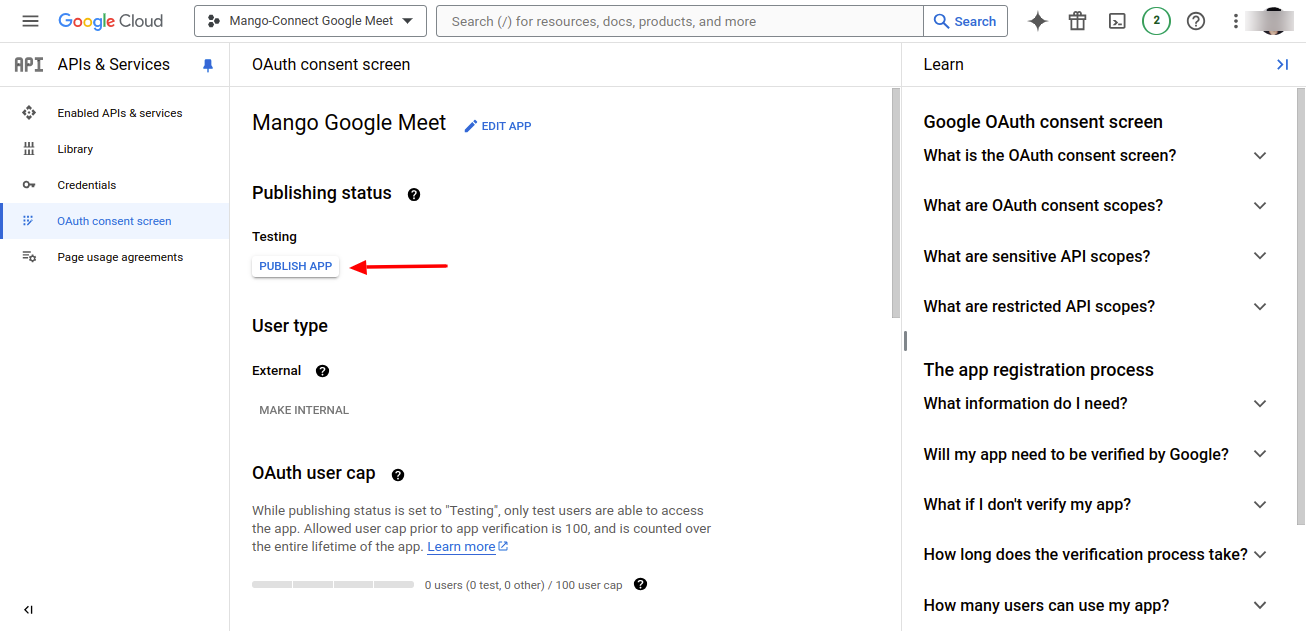 Google Cloud
Mango-Connect Google Meet
Search (/) for resources, docs, products, and more
Search
2
API
APIs & Services
Enabled APIs & services
Library
Credentials
OAuth consent screen
Page usage agreements
OAuth consent screen
Mango Google Meet
EDIT APP
Publishing status
Testing
PUBLISH APP
User type
External
MAKE INTERNAL
OAuth user cap
While publishing status is set to "Testing", only test users are able to access
the app. Allowed user cap prior to app verification is 100, and is counted over
the entire lifetime of the app. Learn more
0 users (0 test, 0 other) / 100 user cap
Learn
Google OAuth consent screen
What is the OAuth consent screen?
What are OAuth consent scopes?
What are sensitive API scopes?
What are restricted API scopes?
The app registration process
What information do I need?
Will my app need to be verified by Google?
What if I don't verify my app?
How long does the verification process take?
How many users can use my app?